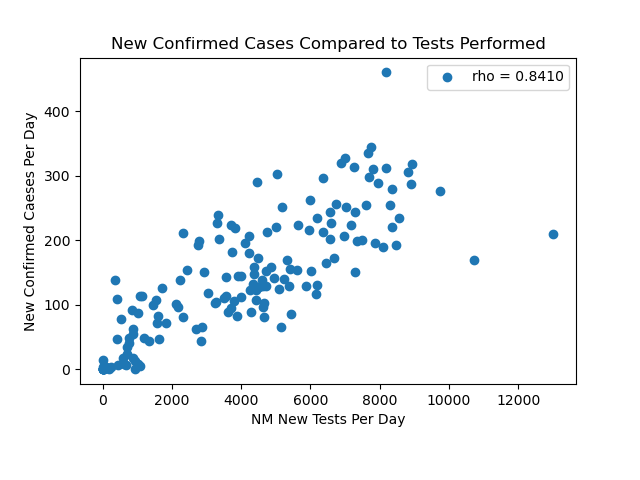 New Confirmed Cases Compared to Tests Performed
rho = 0.8410
New Confirmed Caeses Per Day
400
300
200
100
0
0 2000 4000 6000 8000 10000 12000
NM New Tests Per Day